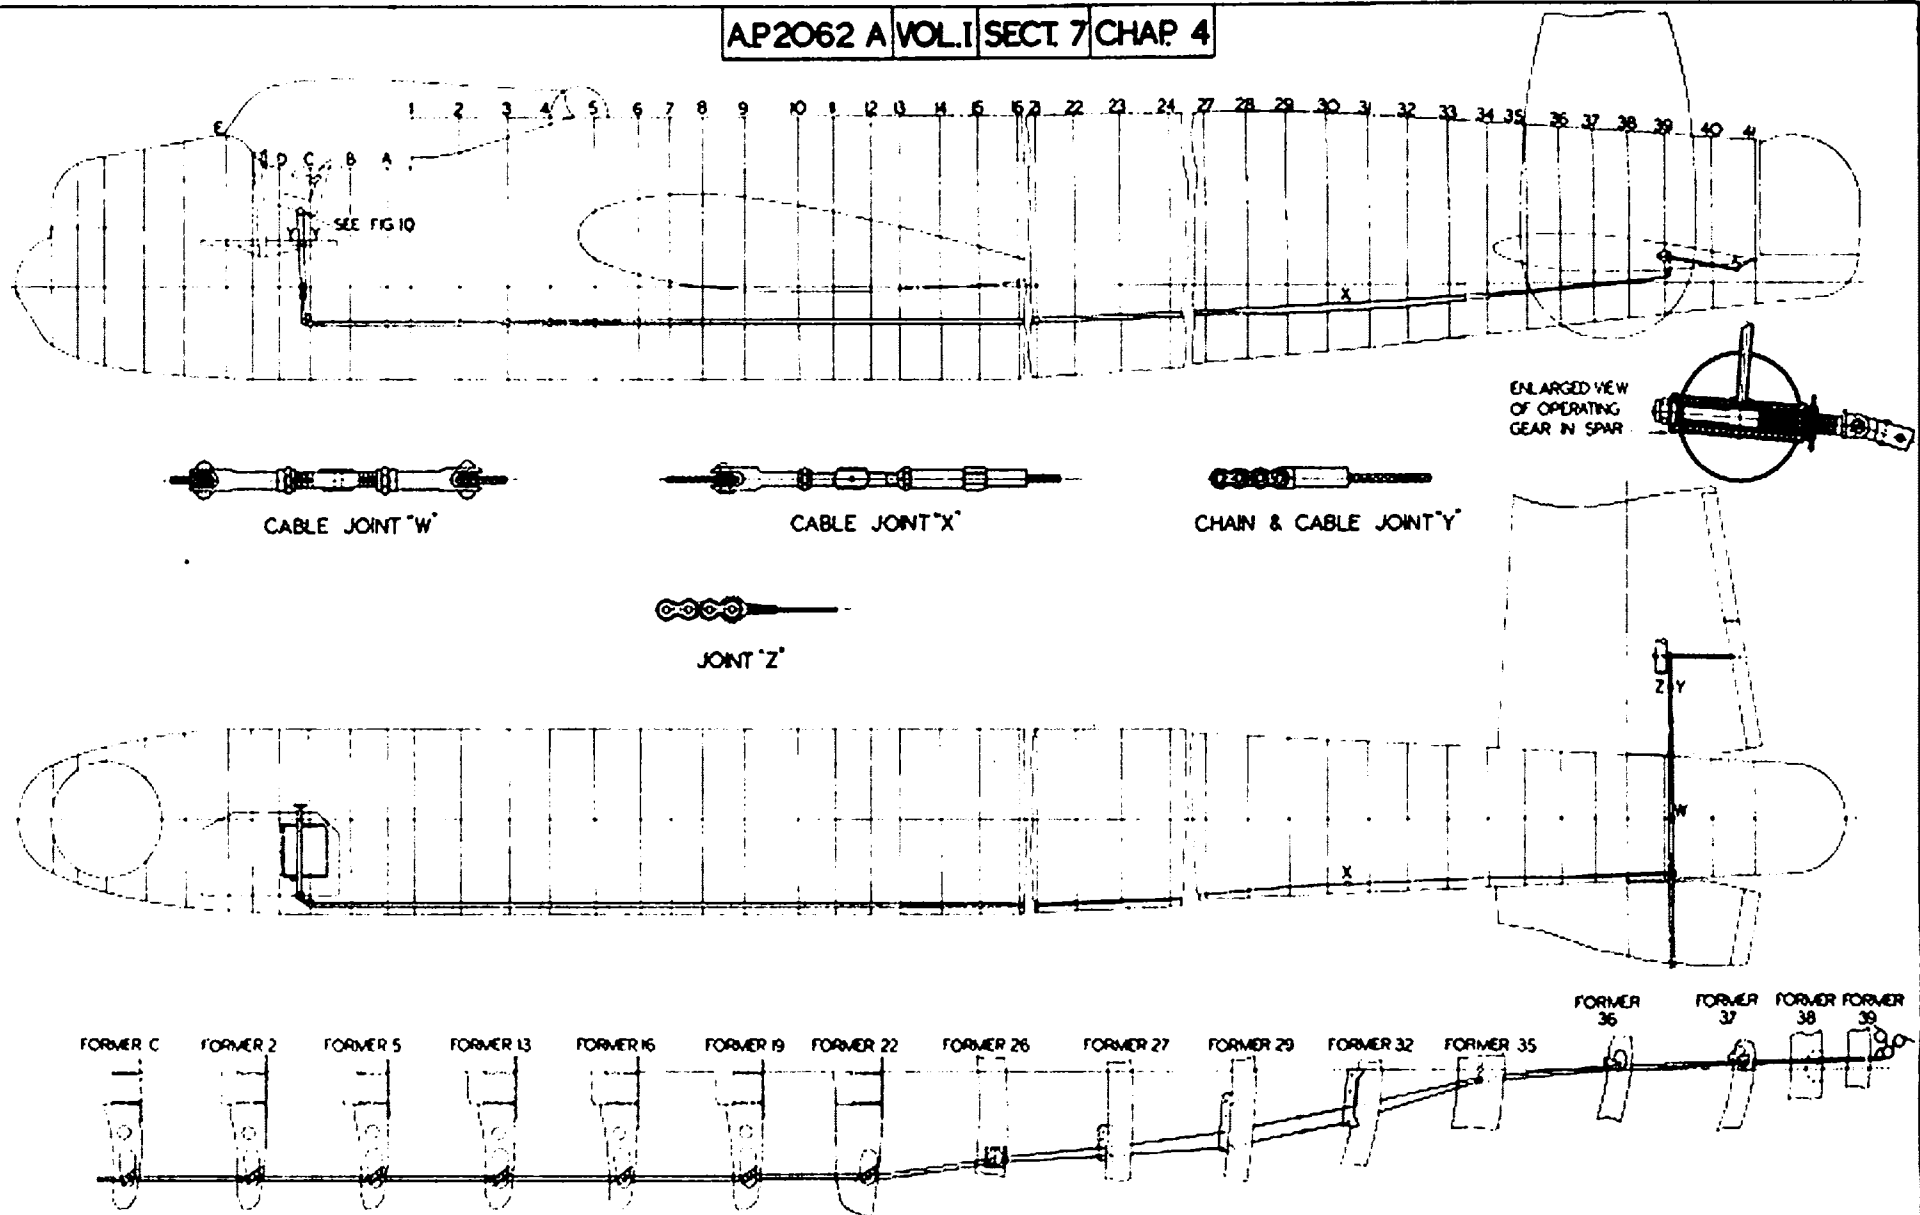 A.P.2062 A VOL.I SECT. 7 CHAP. 4
1 2 3 4 5 6 7 8 9 10 11 12 13 14 15 16 21 22 23 24 27 28 29 30 31 32 33 34 35 36 37 38 39 40 41
E D C B A
SEE FIG 10
Y Y
X
ENLARGED VIEW
OF OPERATING
GEAR IN SPAR
CABLE JOINT "W"
CABLE JOINT "X"
CHAIN & CABLE JOINT "Y"
JOINT "Z"
Z Y
W
X
FORMER C
FORMER 2
FORMER 5
FORMER 13
FORMER 16
FORMER 19
FORMER 22
FORMER 26
FORMER 27
FORMER 29
FORMER 32
FORMER 35
FORMER
36
FORMER
37
FORMER
38
FORMER
39